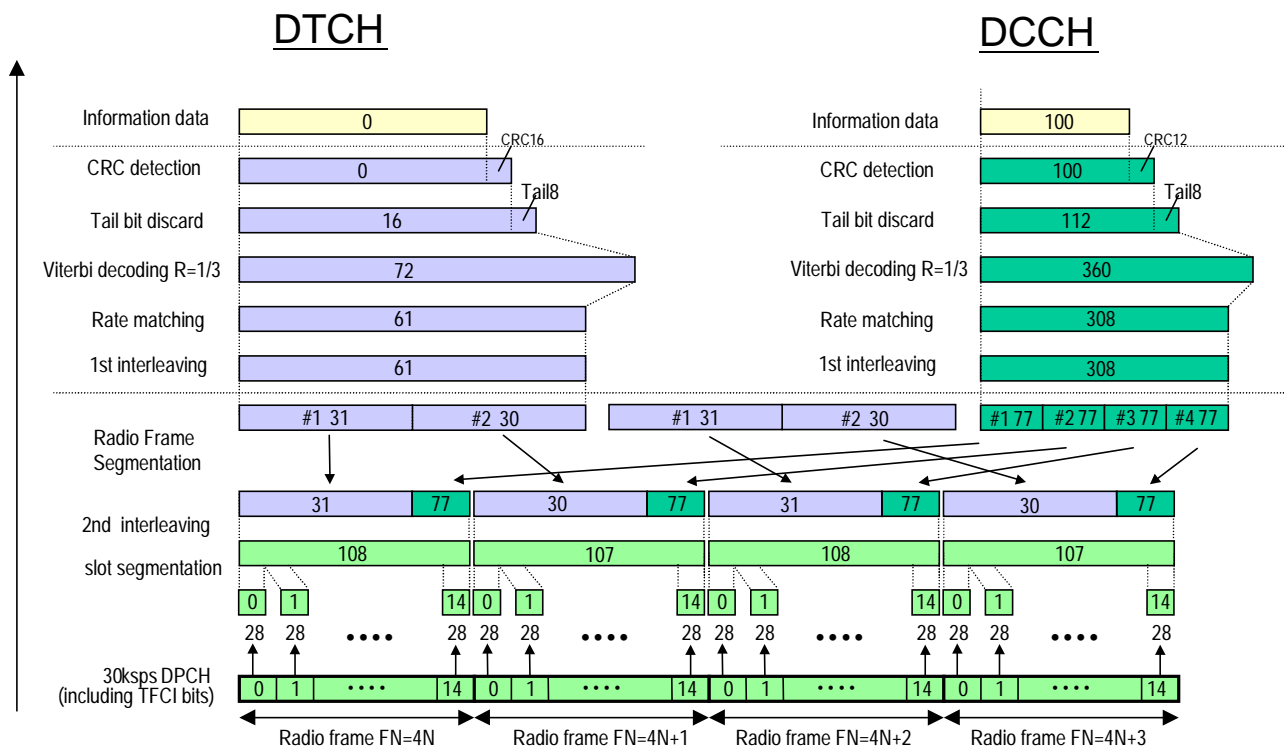 DTCH DCCH
Information data 0 Information data 100
CRC16 CRC12
CRC detection 0 CRC detection 100
Tail8 Tail8
Tail bit discard 16 Tail bit discard 112
Viterbi decoding R=1/3 72 Viterbi decoding R=1/3 360
Rate matching 61 Rate matching 308
1st interleaving 61 1st interleaving 308
#1 31 #2 30 #1 31 #2 30 #1 77 #2 77 #3 77 #4 77
Radio Frame
Segmentation
31 77 30 77 31 77 30 77
2nd interleaving
108 107 108 107
slot segmentation
0 1 14 0 1 14 0 1 14 0 1 14
28 28 •••• 28 28 28 •••• 28 28 28 •••• 28 28 28 •••• 28
30ksps DPCH
(including TFCI bits)
0 1 •••• 14 0 1 •••• 14 0 1 •••• 14 0 1 •••• 14
Radio frame FN=4N Radio frame FN=4N+1 Radio frame FN=4N+2 Radio frame FN=4N+3